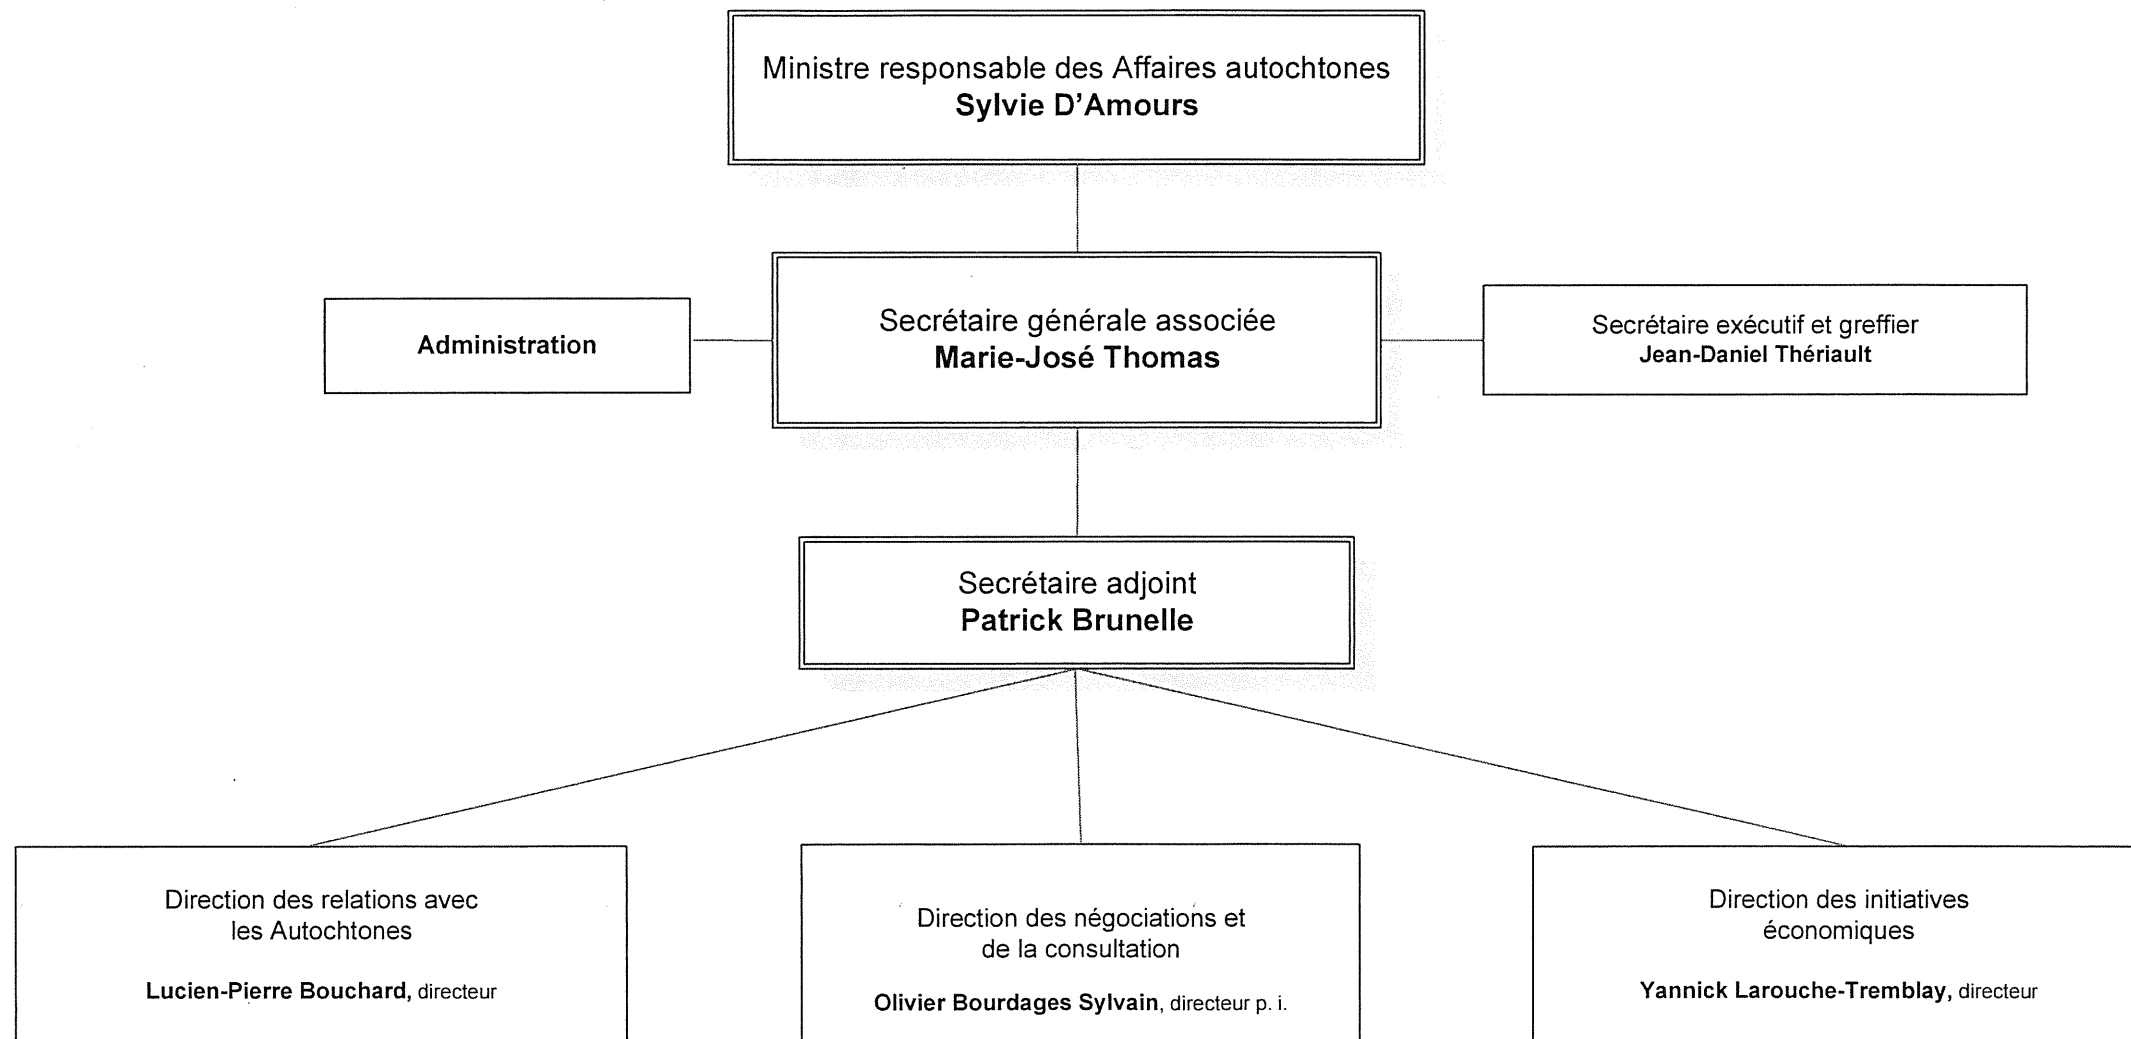 Ministre responsable des Affaires autochtones
Sylvie D'Amours
Administration
Secrétaire générale associée
Marie-José Thomas
Secrétaire exécutif et greffier
Jean-Daniel Thériault
Secrétaire adjoint
Patrick Brunelle
Direction des relations avec
les Autochtones
Lucien-Pierre Bouchard, directeur
Direction des négociations et
de la consultation
Olivier Bourdages Sylvain, directeur p. i.
Direction des initiatives
économiques
Yannick Larouche-Tremblay, directeur